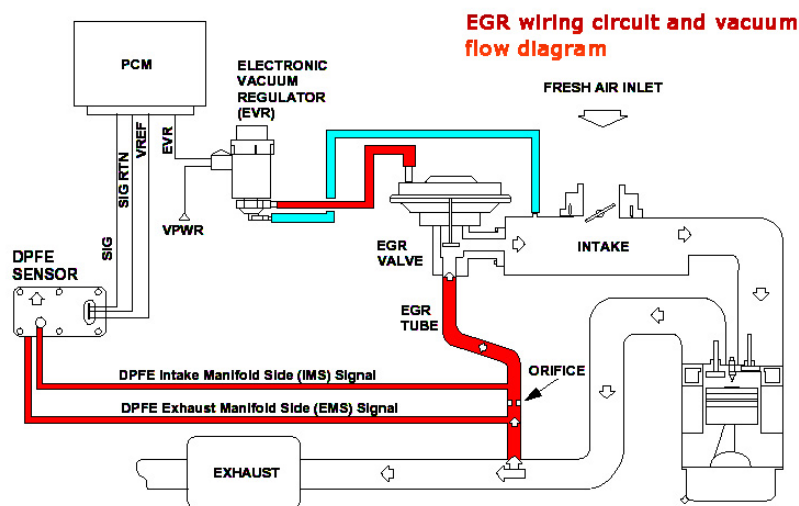 EGR wiring circuit and vacuum
flow diagram
PCM
ELECTRONIC
VACUUM
REGULATOR
(EVR)
FRESH AIR INLET
SIG
SIG RTN
VREF
EVR
VPWR
DPFE
SENSOR
EGR
VALVE
INTAKE
EGR
TUBE
ORIFICE
DPFE Intake Manifold Side (IMS) Signal
DPFE Exhaust Manifold Side (EMS) Signal
EXHAUST